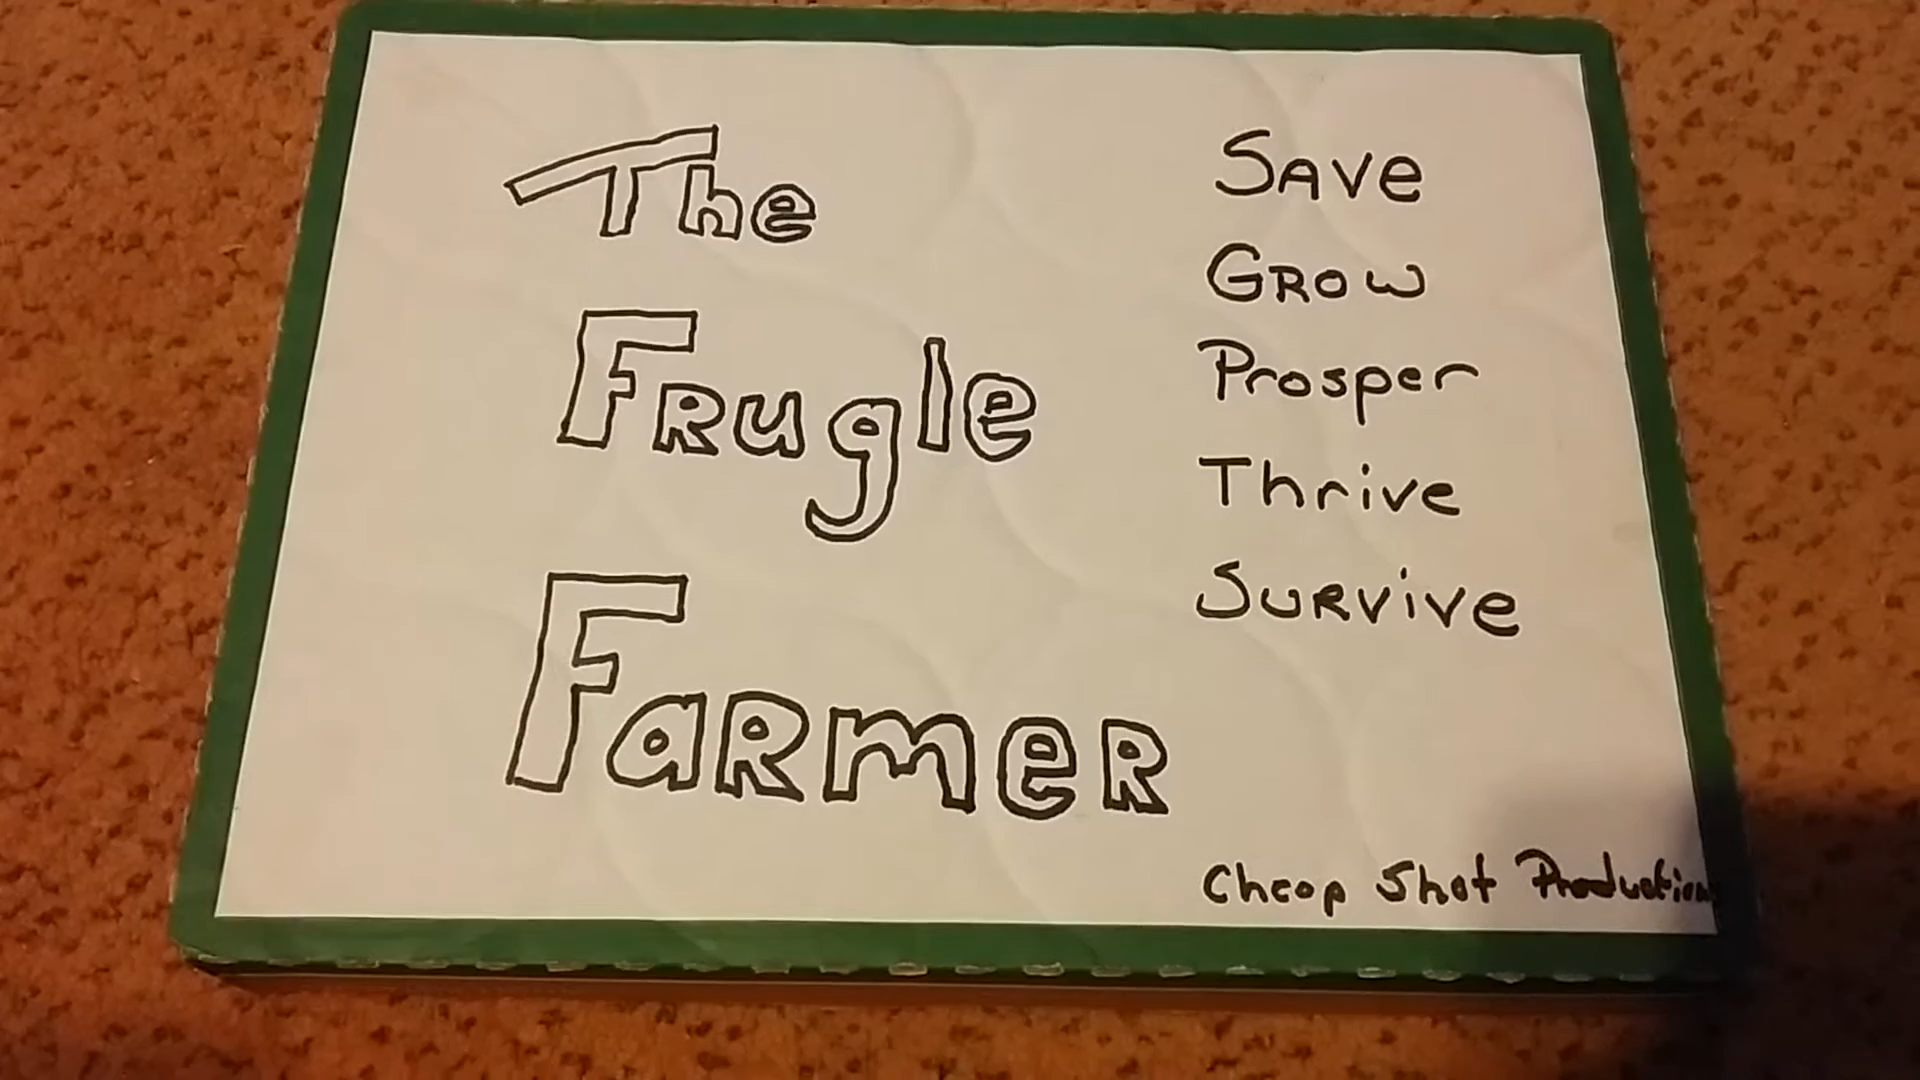 The
Frugle
Farmer
Save
Grow
Prosper
Thrive
Survive
Cheap Shot Productions